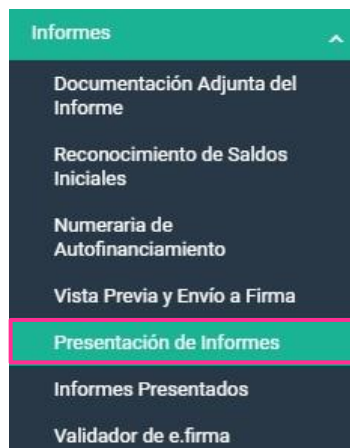 Informes
Documentación Adjunta del
Informe
Reconocimiento de Saldos
Iniciales
Numeraria de
Autofinanciamiento
Vista Previa y Envío a Firma
Presentación de Informes
Informes Presentados
Validador de e.firma